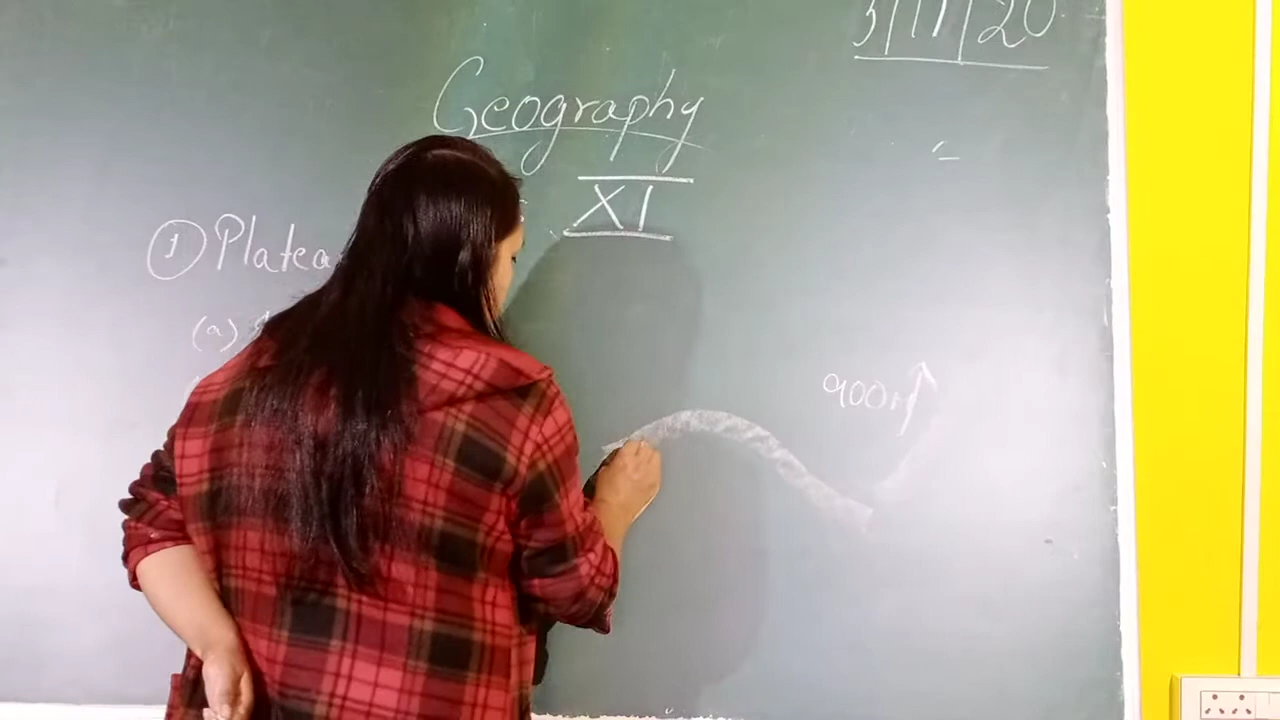 3/11/20
Geography
XI
① Platea
(a)
900M